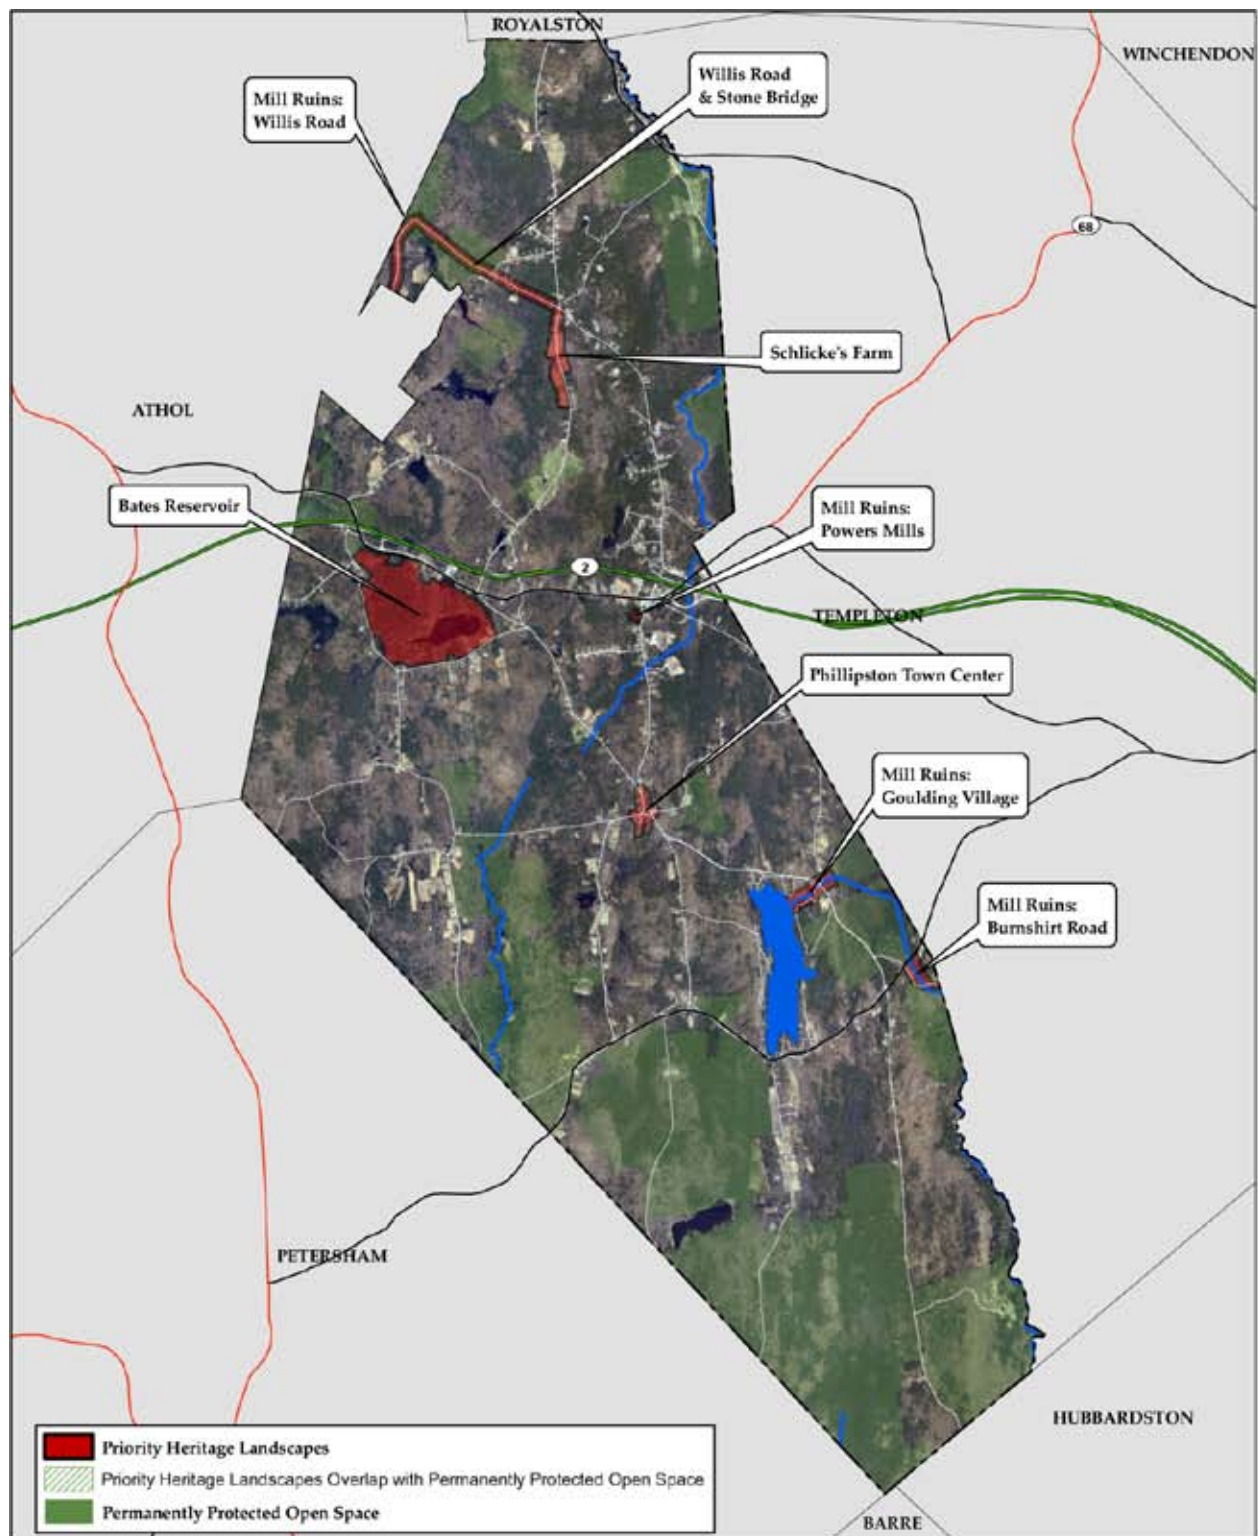 ROYALSTON
WINCHENDON
Willis Road
& Stone Bridge
Mill Ruins:
Willis Road
68
Schlicke's Farm
ATHOL
Bates Reservoir
Mill Ruins:
Powers Mills
2
TEMPLETON
Phillipston Town Center
Mill Ruins:
Goulding Village
Mill Ruins:
Burnshirt Road
PETERSHAM
HUBBARDSTON
Priority Heritage Landscapes
Priority Heritage Landscapes Overlap with Permanently Protected Open Space
Permanently Protected Open Space
BARRE